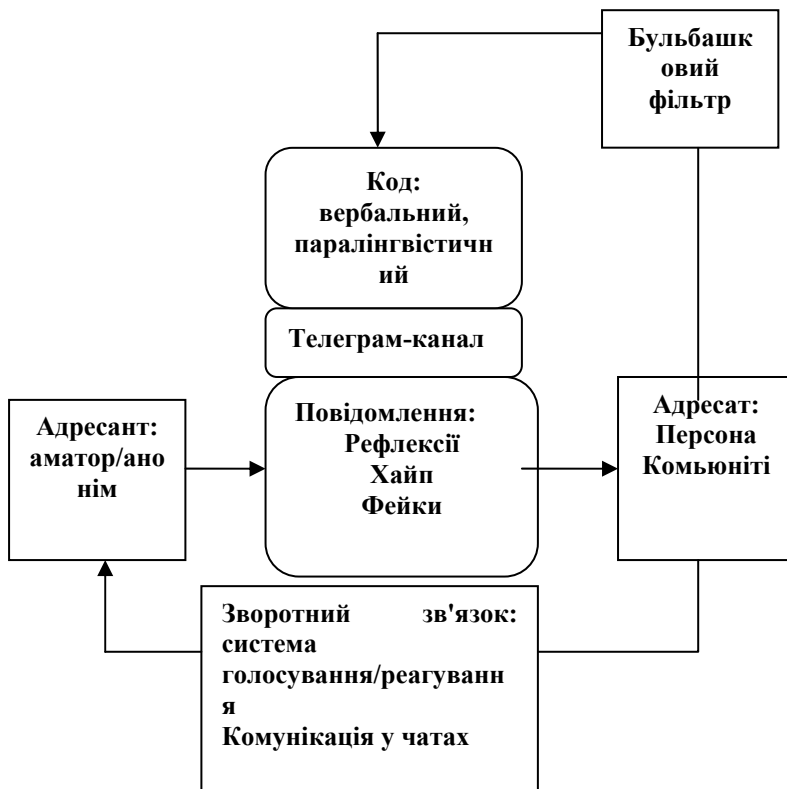 Бульбашк
овий
фільтр
Код:
вербальний,
паралінгвістичн
ий
Телеграм-канал
Адресант:
аматор/ано
нім
Повідомлення:
Рефлексії
Хайп
Фейки
Адресат:
Персона
Комьюніті
Зворотний зв'язок:
система
голосування/реагуванн
я
Комунікація у чатах